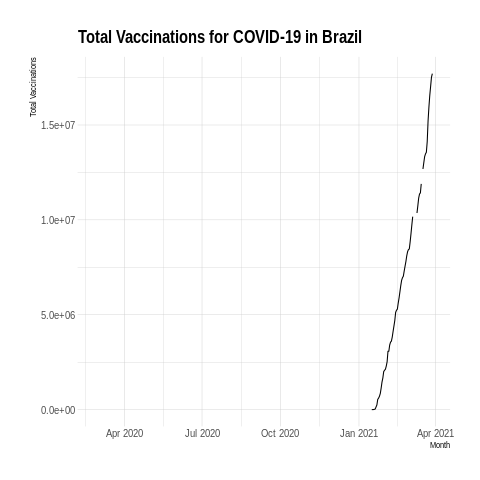 Total Vaccinations for COVID-19 in Brazil
Total Vaccinations
1.5e+07
1.0e+07
5.0e+06
0.0e+00
Apr 2020 Jul 2020 Oct 2020 Jan 2021 Apr 2021
Month